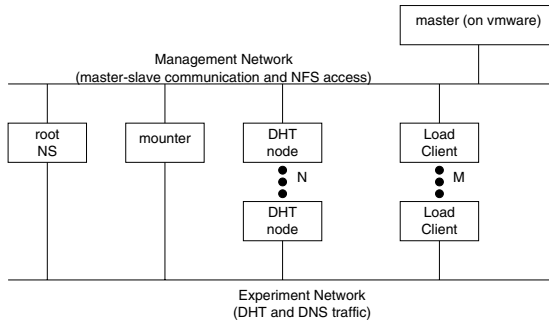 master (on vmware)
Management Network
(master-slave communication and NFS access)
root
NS
mounter
DHT
node
Load
Client
N
M
DHT
node
Load
Client
Experiment Network
(DHT and DNS traffic)